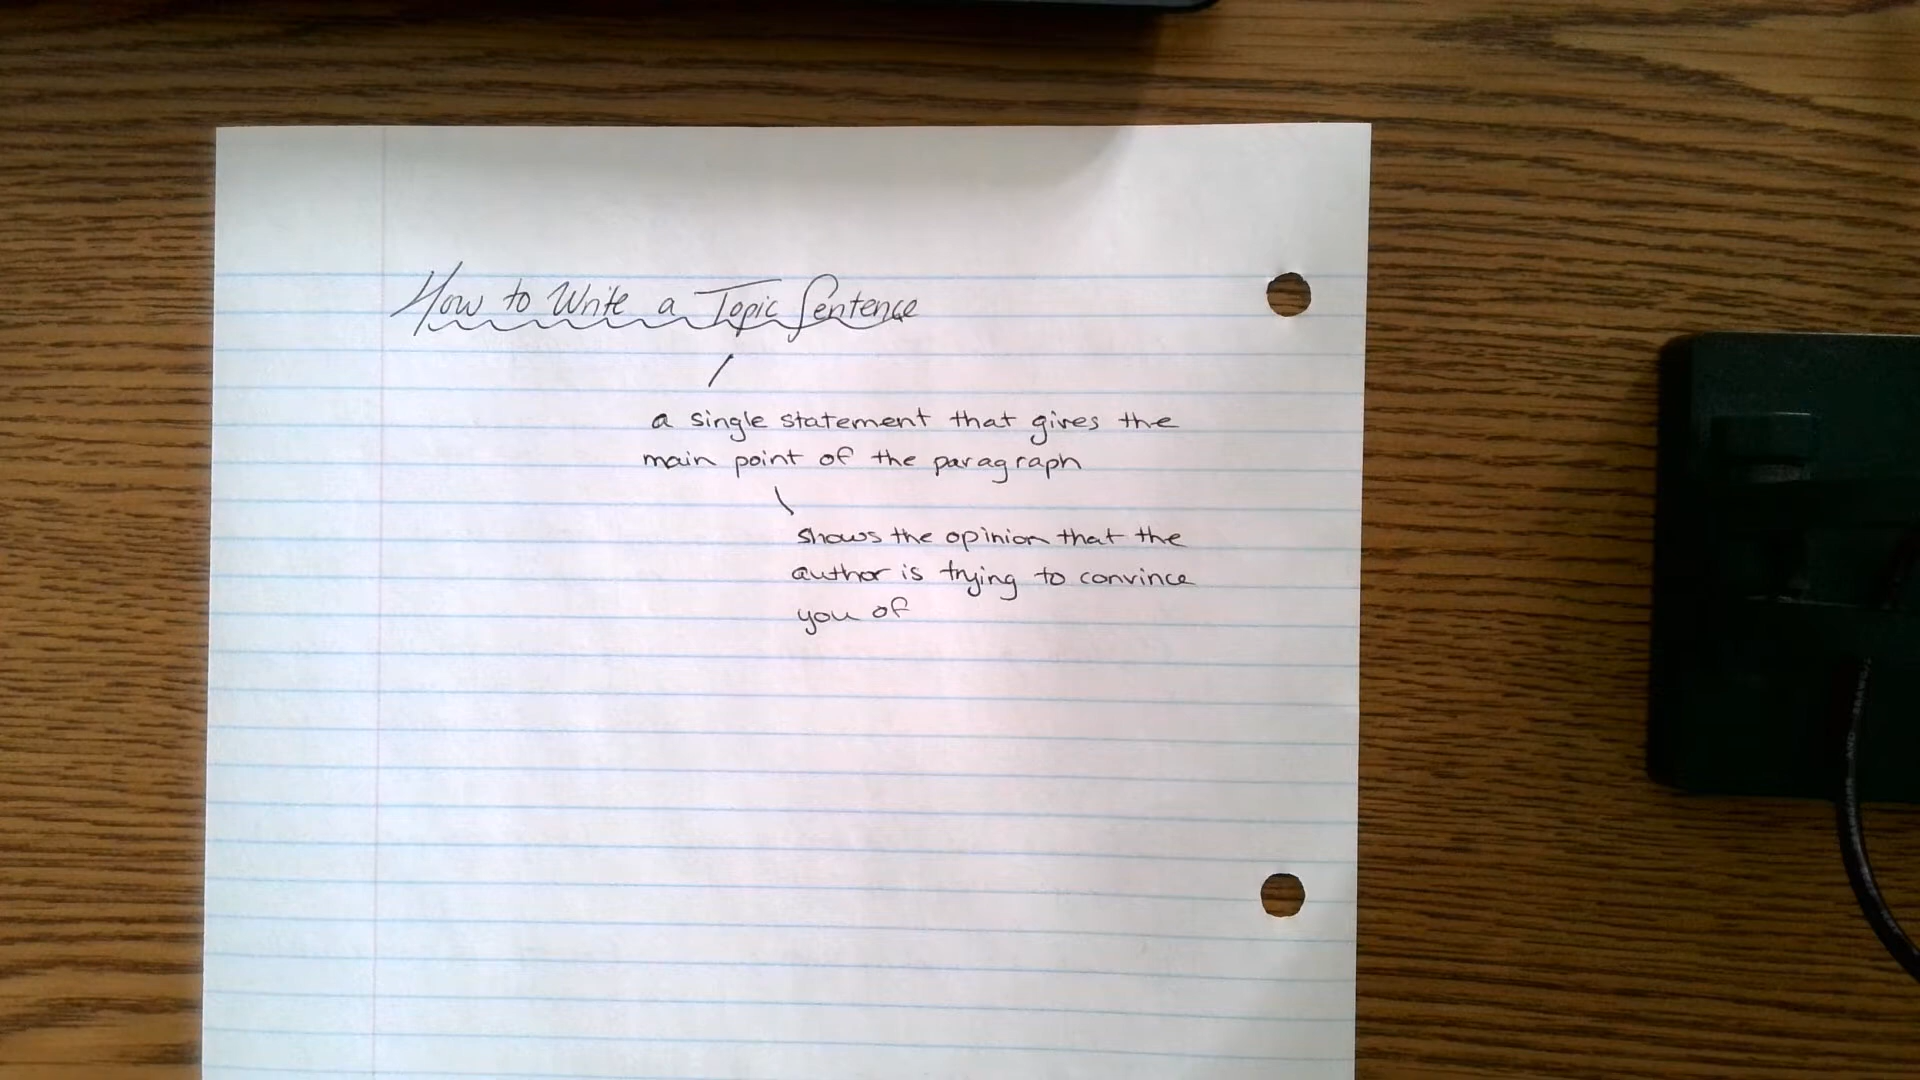 How to Write a Topic Sentence
a single statement that gives the
main point of the paragraph
shows the opinion that the
author is trying to convince
you of